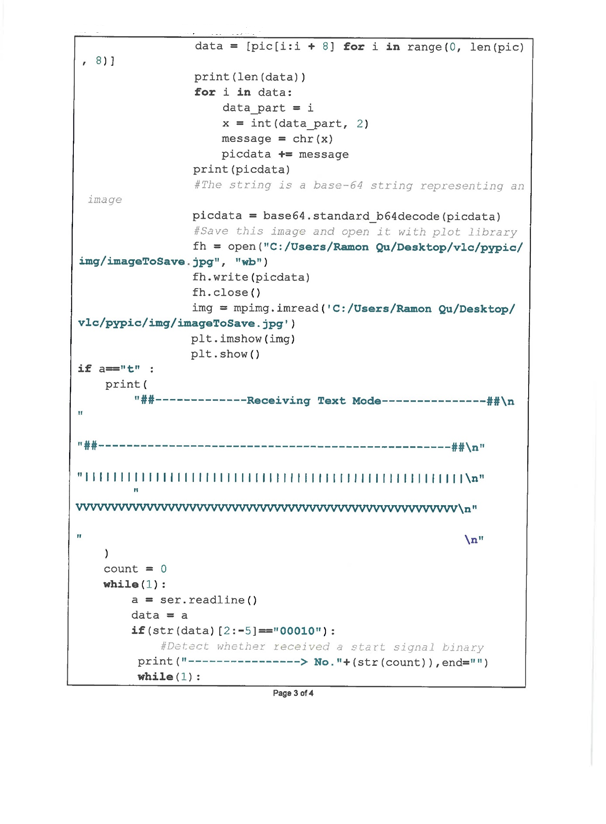 data = [pic[i:i + 8] for i in range(0, len(pic)
, 8)]
print(len(data))
for i in data:
data_part = i
x = int(data_part, 2)
message = chr(x)
picdata += message
print(picdata)
#The string is a base-64 string representing an
image
picdata = base64.standard_b64decode(picdata)
#Save this image and open it with plot library
fh = open("C:/Users/Ramon Qu/Desktop/vlc/pypic/
img/imageToSave.jpg", "wb")
fh.write(picdata)
fh.close()
img = mpimg.imread('C:/Users/Ramon Qu/Desktop/
vlc/pypic/img/imageToSave.jpg')
plt.imshow(img)
plt.show()
if a=="t" :
print(
"##-------------Receiving Text Mode---------------##\n
"
"##--------------------------------------------------##\n"
"||||||||||||||||||||||||||||||||||||||||||||||||||||||\n"
"
VVVVVVVVVVVVVVVVVVVVVVVVVVVVVVVVVVVVVVVVVVVVVVVVVVVVVV\n"
" \n"
)
count = 0
while(1):
a = ser.readline()
data = a
if(str(data)[2:-5]=="00010"):
#Detect whether received a start signal binary
print("----------------> No."+(str(count)),end="")
while(1):
Page 3 of 4